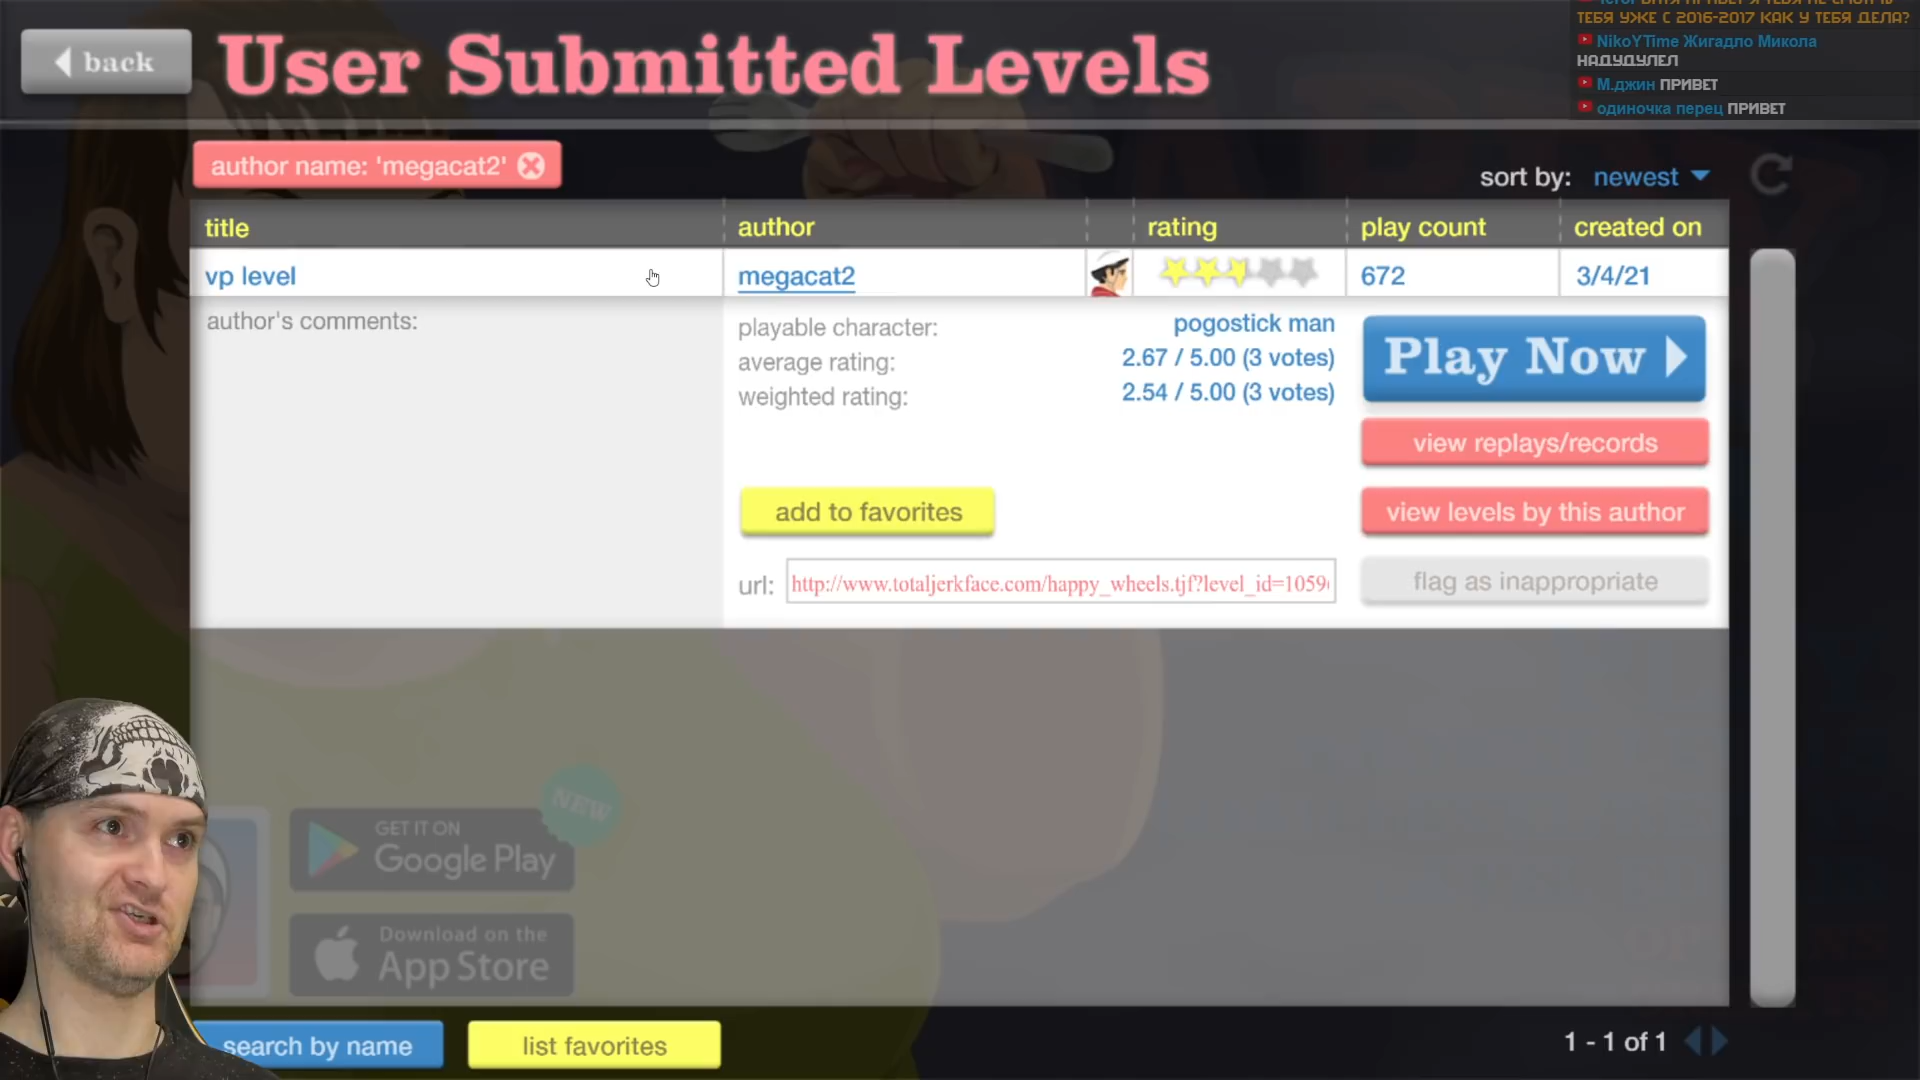 back
User Submitted Levels
ТЕБЯ УЖЕ С 2016-2017 КАК У ТЕБЯ ДЕЛА?
NikoYTime Жигадло Микола
НАДУДУЛЕЛ
М.джин ПРИВЕТ
одиночка перец ПРИВЕТ
author name: 'megacat2'
sort by: newest
title author rating play count created on
vp level megacat2 672 3/4/21
author's comments:
playable character: pogostick man
average rating: 2.67 / 5.00 (3 votes)
weighted rating: 2.54 / 5.00 (3 votes)
Play Now
view replays/records
add to favorites
view levels by this author
url: http://www.totaljerkface.com/happy_wheels.tjf?level_id=1059
flag as inappropriate
NEW
GET IT ON
Google Play
Download on the
App Store
search by name
list favorites
1 - 1 of 1